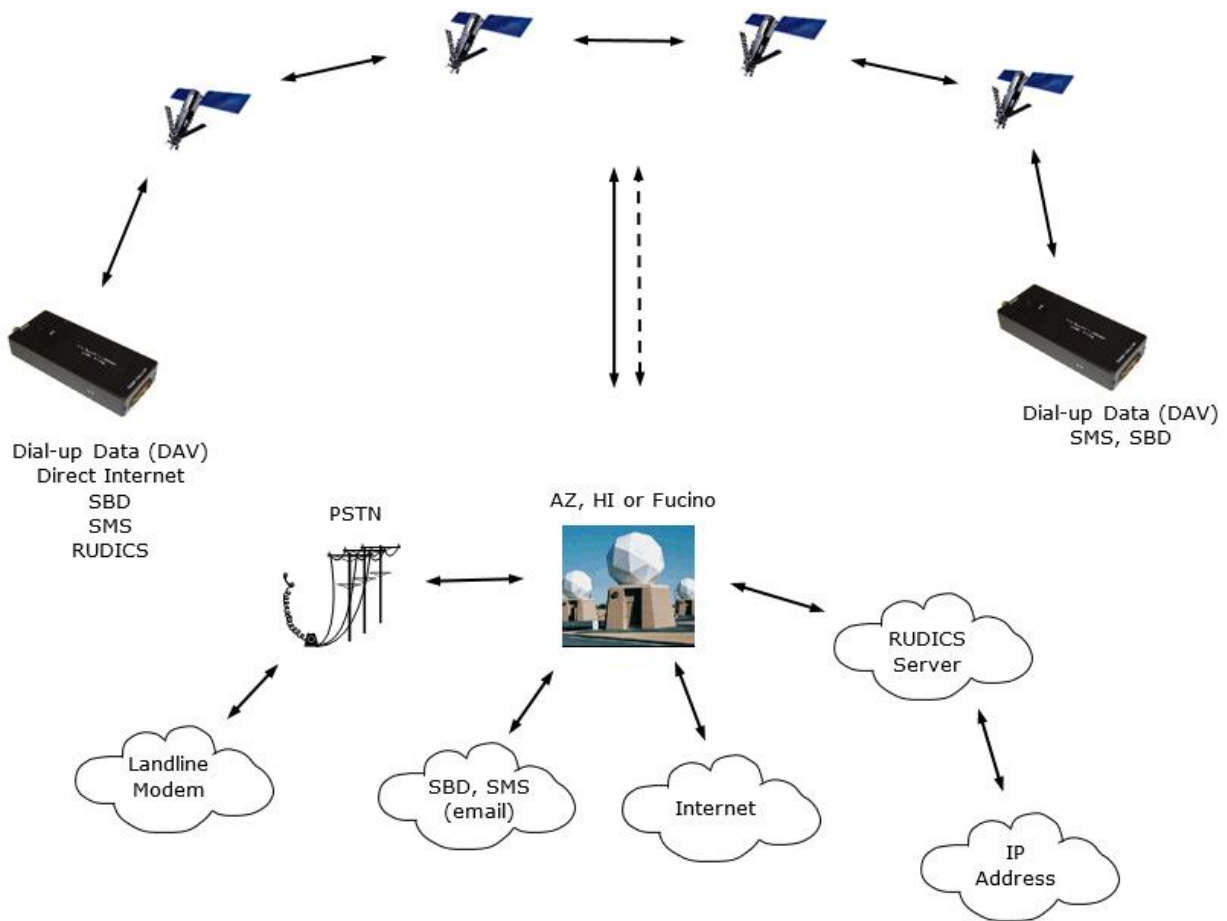 Dial-up Data (DAV)
Direct Internet
SBD
SMS
RUDICS
Dial-up Data (DAV)
SMS, SBD
PSTN
AZ, HI or Fucino
RUDICS
Server
Landline
Modem
SBD, SMS
(email)
Internet
IP
Address